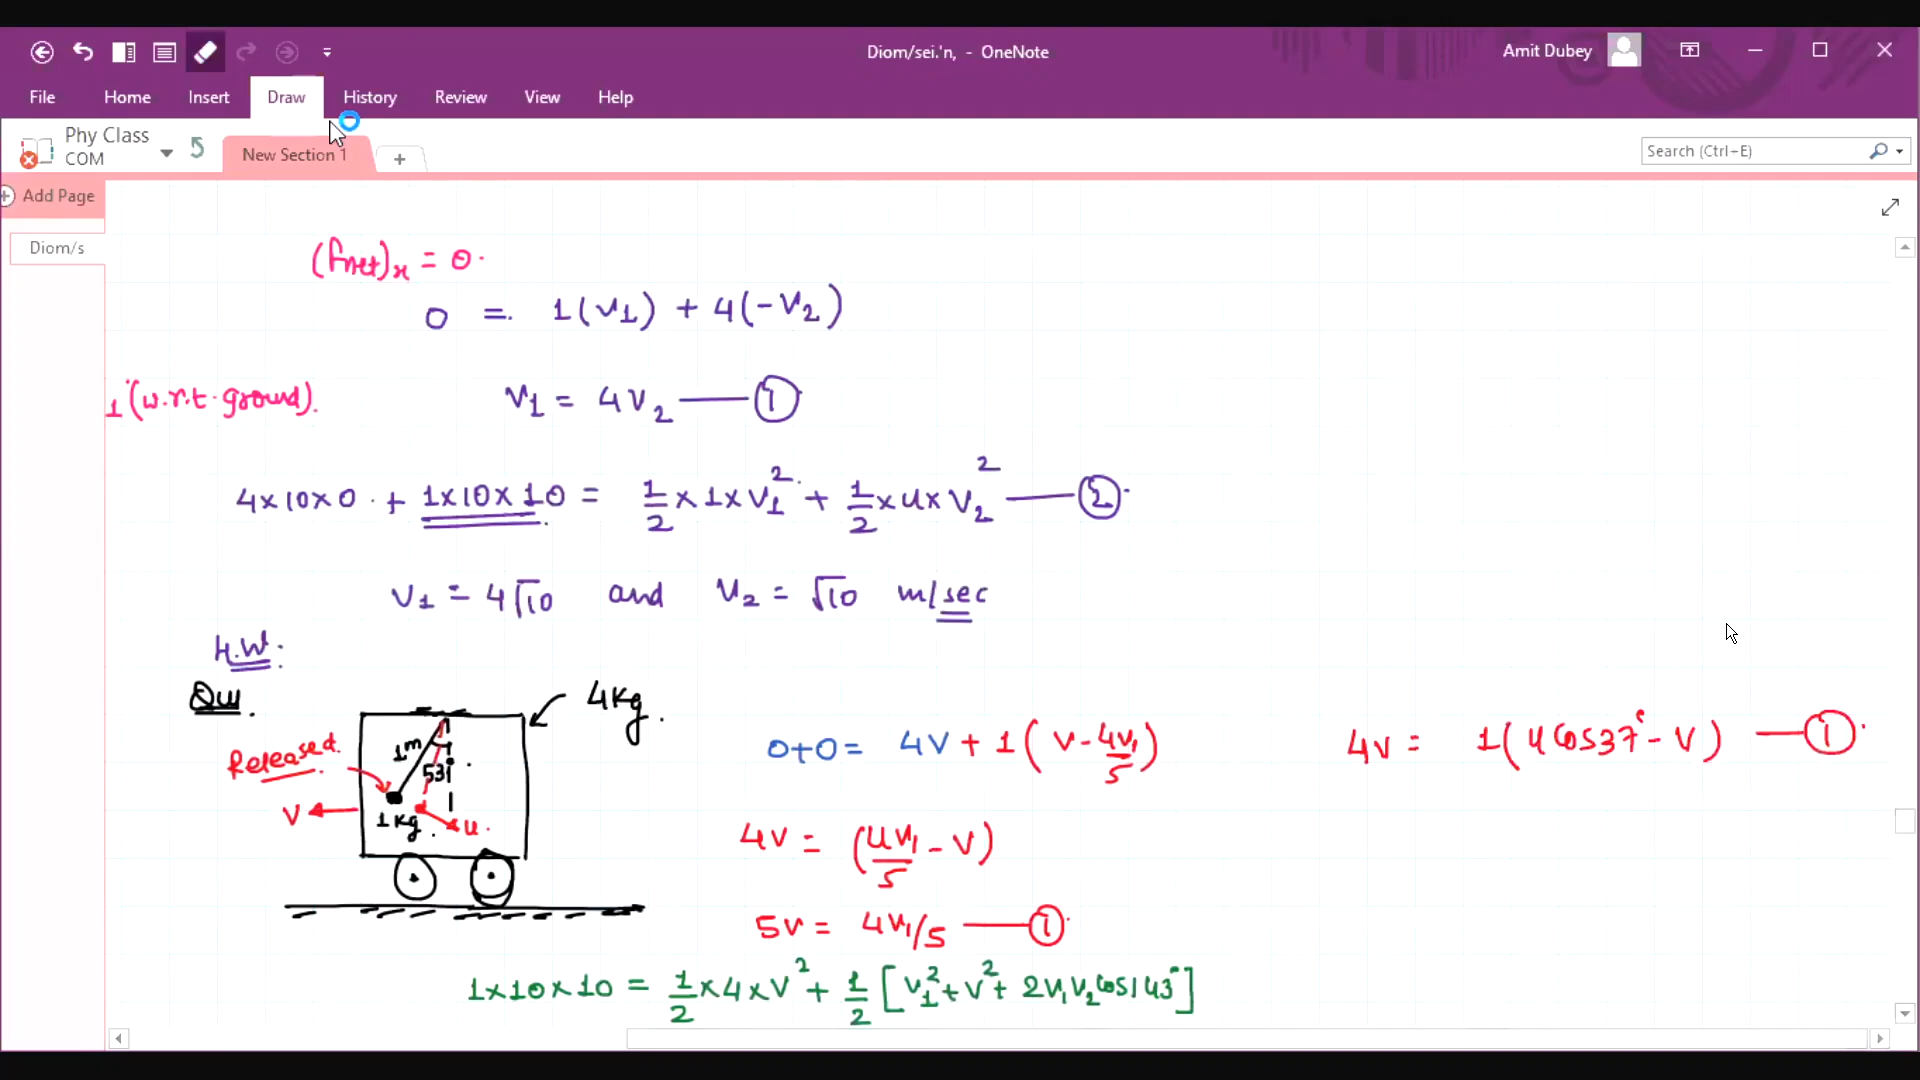 Diom/sei.'n, - OneNote
Amit Dubey
File Home Insert Draw History Review View Help
Phy Class
COM
New Section 1
+
Search (Ctrl+E)
Add Page
Diom/s
(Fnet)x = 0.
0 = 1(v1) + 4(-v2)
1 (w.r.t. ground).
v1 = 4v2 —— ①
4×10×0 + 1×10×10 = 1/2 ×1×v1² + 1/2 ×4×v2² —— ②
v1 = 4√10 and v2 = √10 m/sec
H.W:
QW.
4Kg.
Released.
1m
53
V
1kg.
u.
0+0 = 4V + 1(V - 4v1/5)
4V = 1(4Cos37° - V) —— ①
4V = (4v1/5 - V)
5V = 4v1/5 —— ①
1×10×10 = 1/2 ×4×V² + 1/2 [v1² + V² + 2v1v2Cos143°]